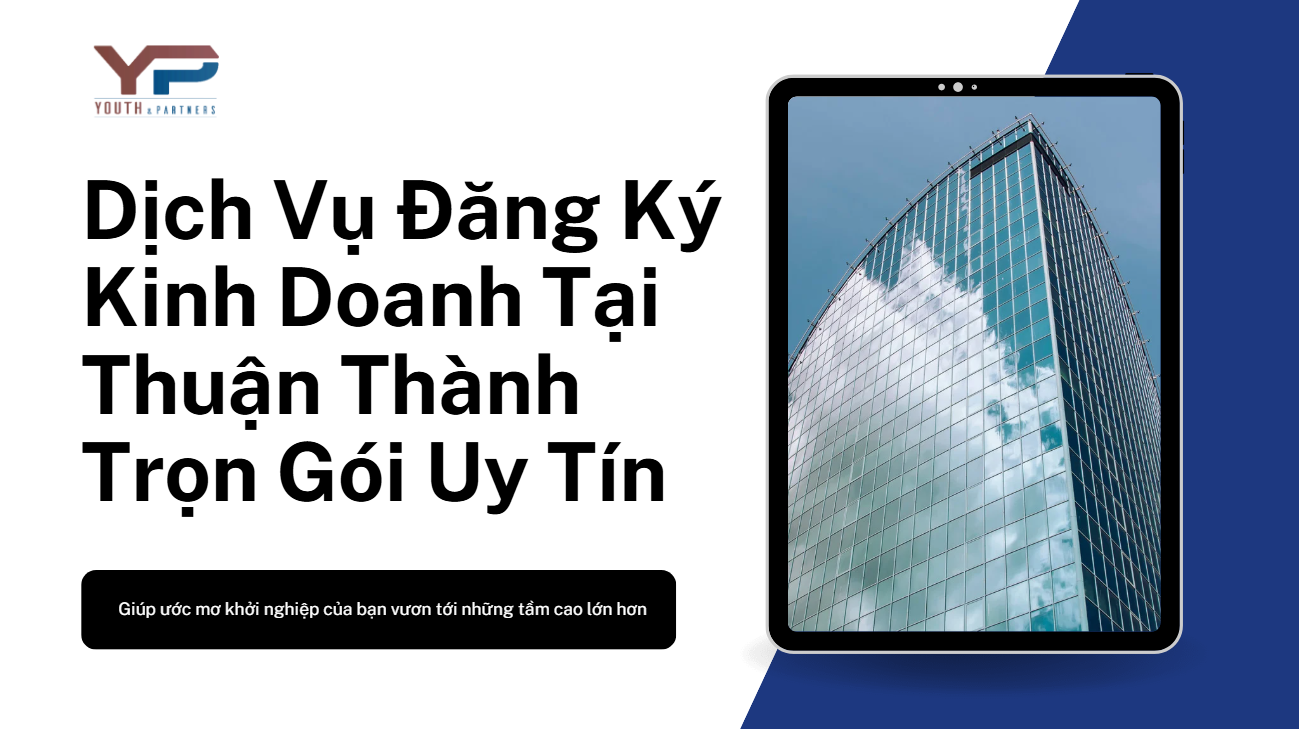 YP
YOUTH & PARTNERS
Dịch Vụ Đăng Ký
Kinh Doanh Tại
Thuận Thành
Trọn Gói Uy Tín
Giúp ước mơ khởi nghiệp của bạn vươn tới những tầm cao lớn hơn